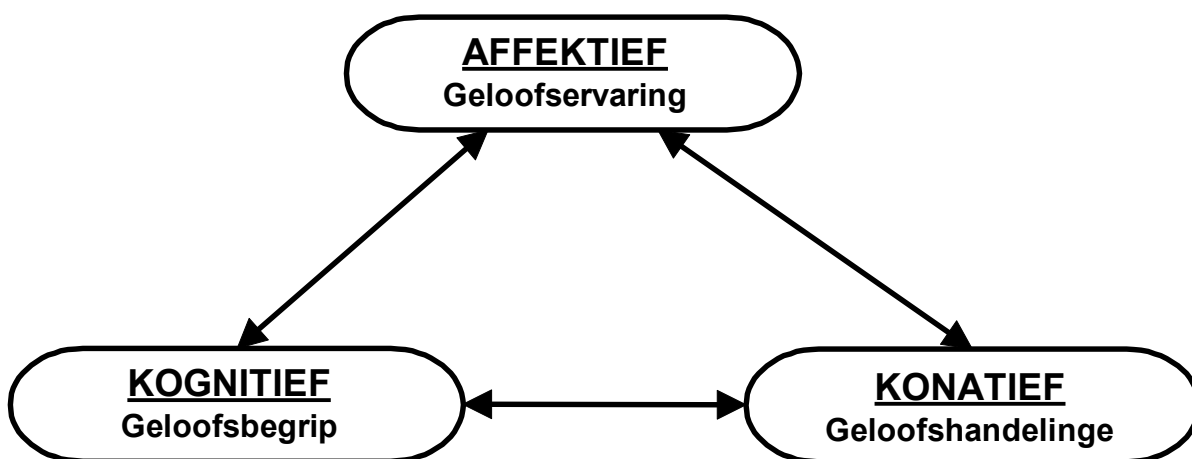 AFFEKTIEF
Geloofservaring
KOGNITIEF
Geloofsbegrip
KONATIEF
Geloofshandelinge